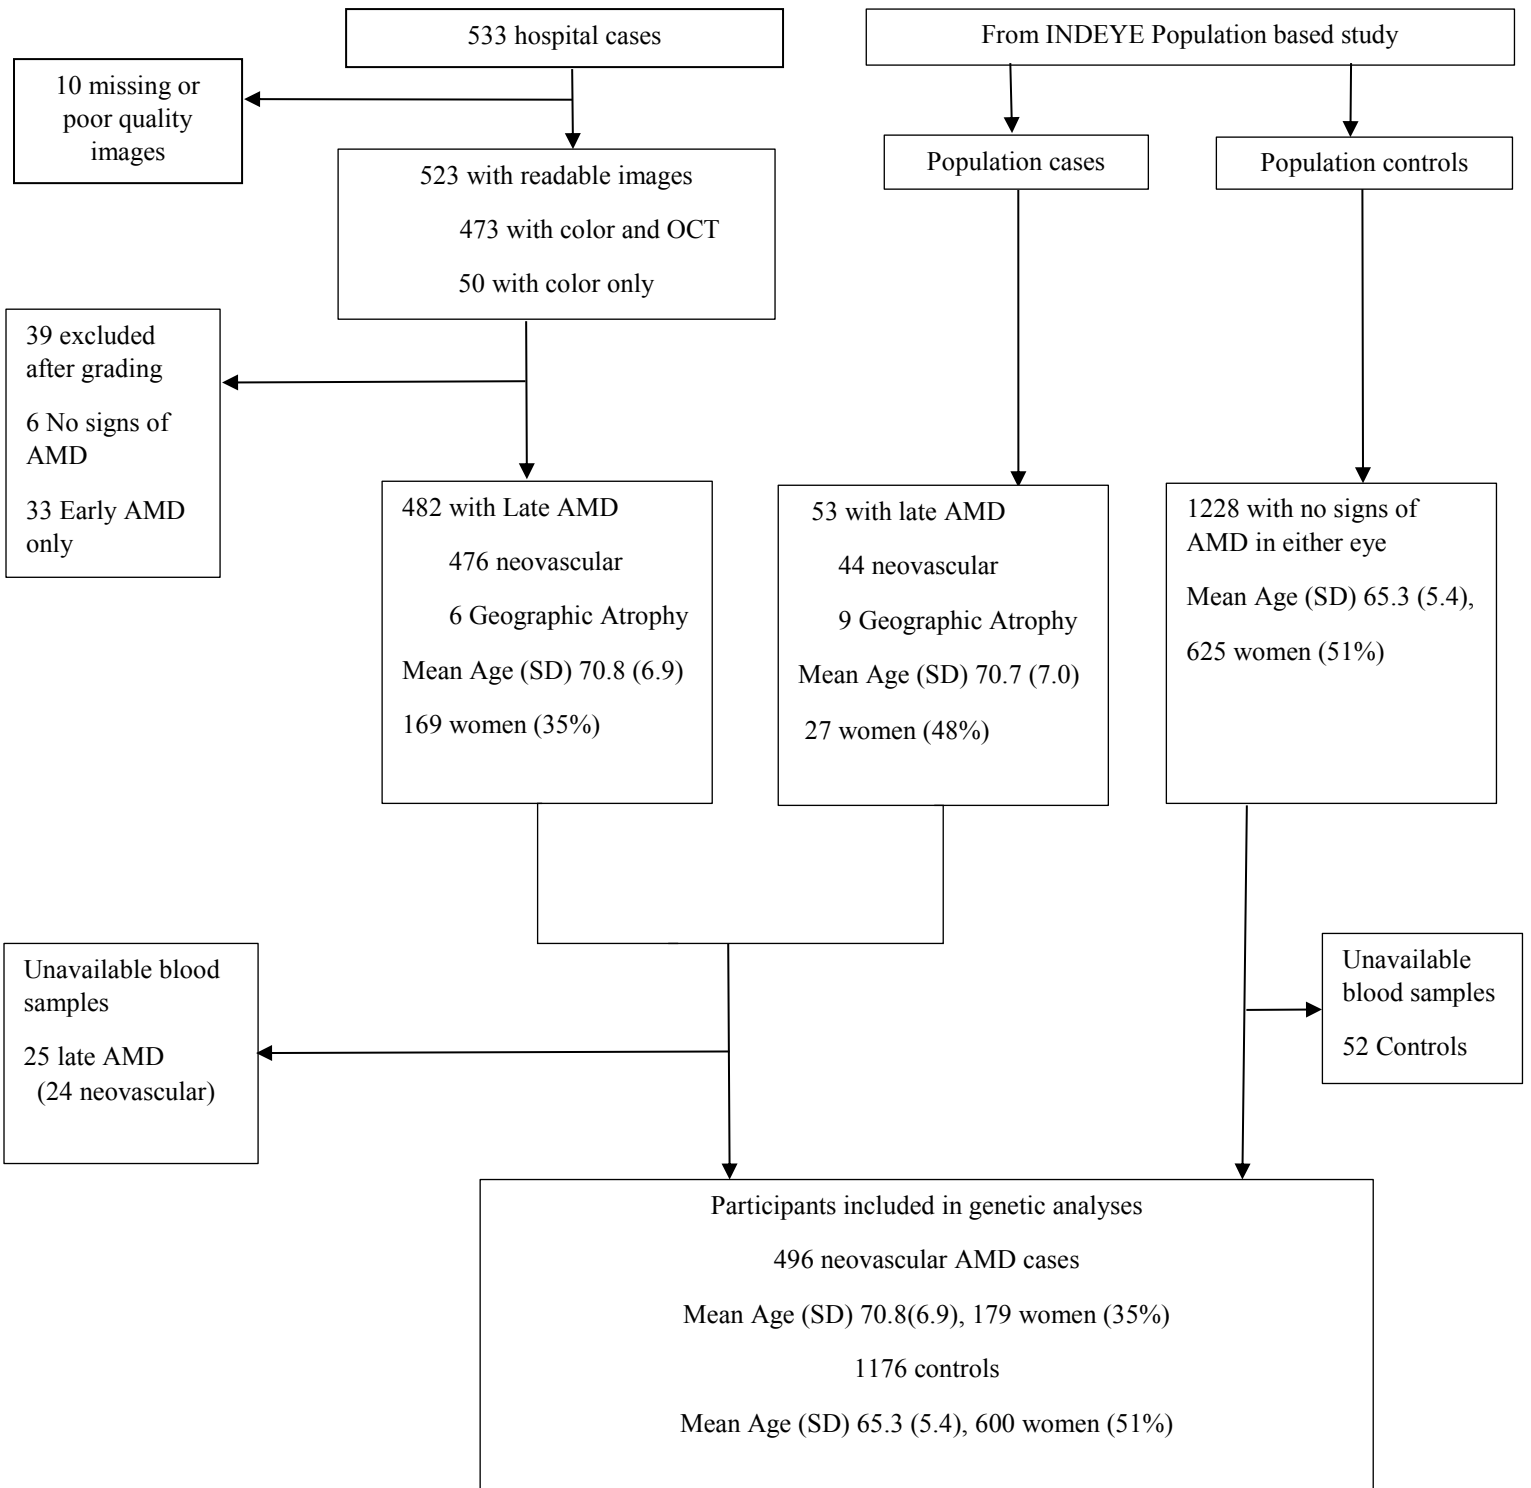 533 hospital cases
From INDEYE Population based study
10 missing or
poor quality
images
523 with readable images
473 with color and OCT
50 with color only
Population cases
Population controls
39 excluded
after grading
6 No signs of
AMD
33 Early AMD
only
482 with Late AMD
476 neovascular
6 Geographic Atrophy
Mean Age (SD) 70.8 (6.9)
169 women (35%)
53 with late AMD
44 neovascular
9 Geographic Atrophy
Mean Age (SD) 70.7 (7.0)
27 women (48%)
1228 with no signs of
AMD in either eye
Mean Age (SD) 65.3 (5.4),
625 women (51%)
Unavailable blood
samples
25 late AMD
(24 neovascular)
Unavailable
blood samples
52 Controls
Participants included in genetic analyses
496 neovascular AMD cases
Mean Age (SD) 70.8(6.9), 179 women (35%)
1176 controls
Mean Age (SD) 65.3 (5.4), 600 women (51%)